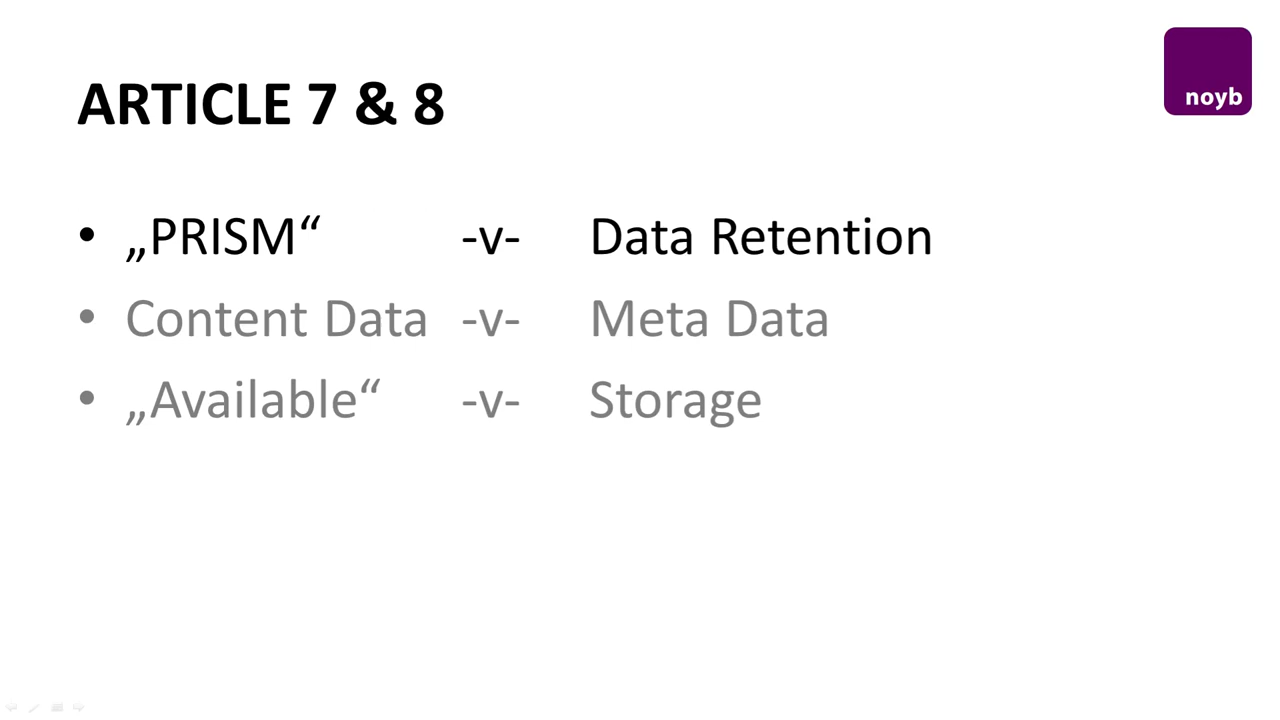 noyb
ARTICLE 7 & 8
• „PRISM“ -v- Data Retention
• Content Data -v- Meta Data
• „Available“ -v- Storage